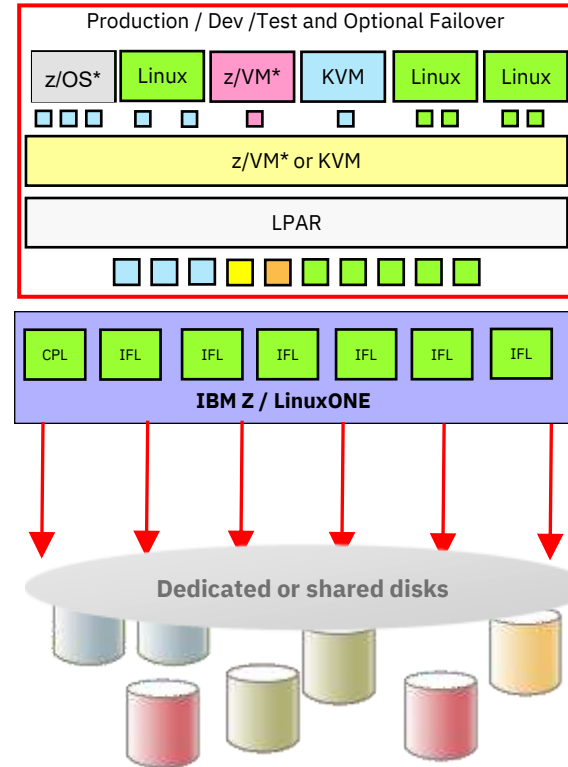 Production / Dev /Test and Optional Failover
z/OS* Linux z/VM* KVM Linux Linux
z/VM* or KVM
LPAR
CPL IFL IFL IFL IFL IFL IFL
IBM Z / LinuxONE
Dedicated or shared disks